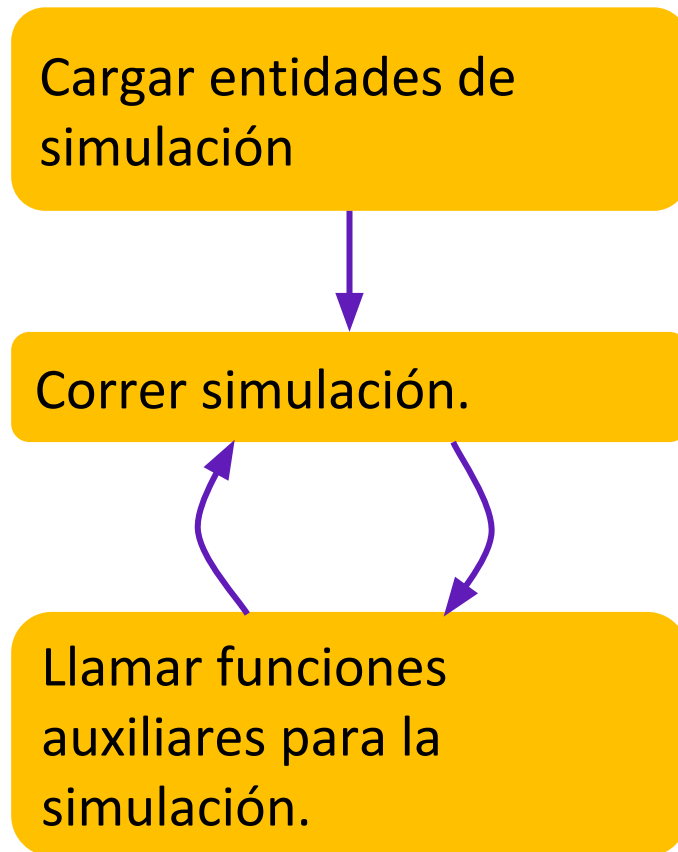 Cargar entidades de
simulación
Correr simulación.
Llamar funciones
auxiliares para la
simulación.